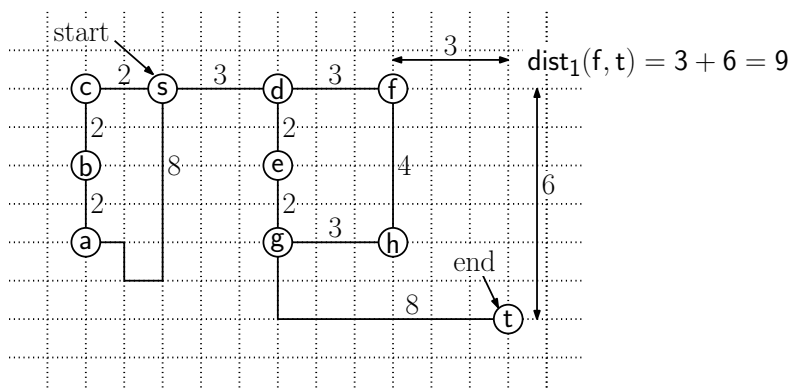 start
3
dist₁(f, t) = 3 + 6 = 9
c 2 s 3 d 3 f
2 2
b 8 e 4
6
2 2
a g 3 h
end
8
t